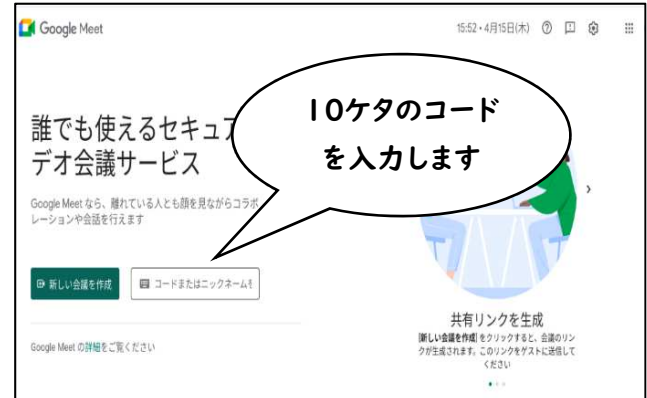 Google Meet
15:52・4月15日(木)
10ケタのコード
を入力します
誰でも使えるセキュア
デオ会議サービス
Google Meet なら、離れている人とも顔を見ながらコラボ
レーションや会話を行えます
新しい会議を作成
コードまたはニックネームを
Google Meet の詳細をご覧ください
共有リンクを生成
[新しい会議を作成] をクリックすると、会議のリン
クが生成されます。このリンクをゲストに送信して
ください